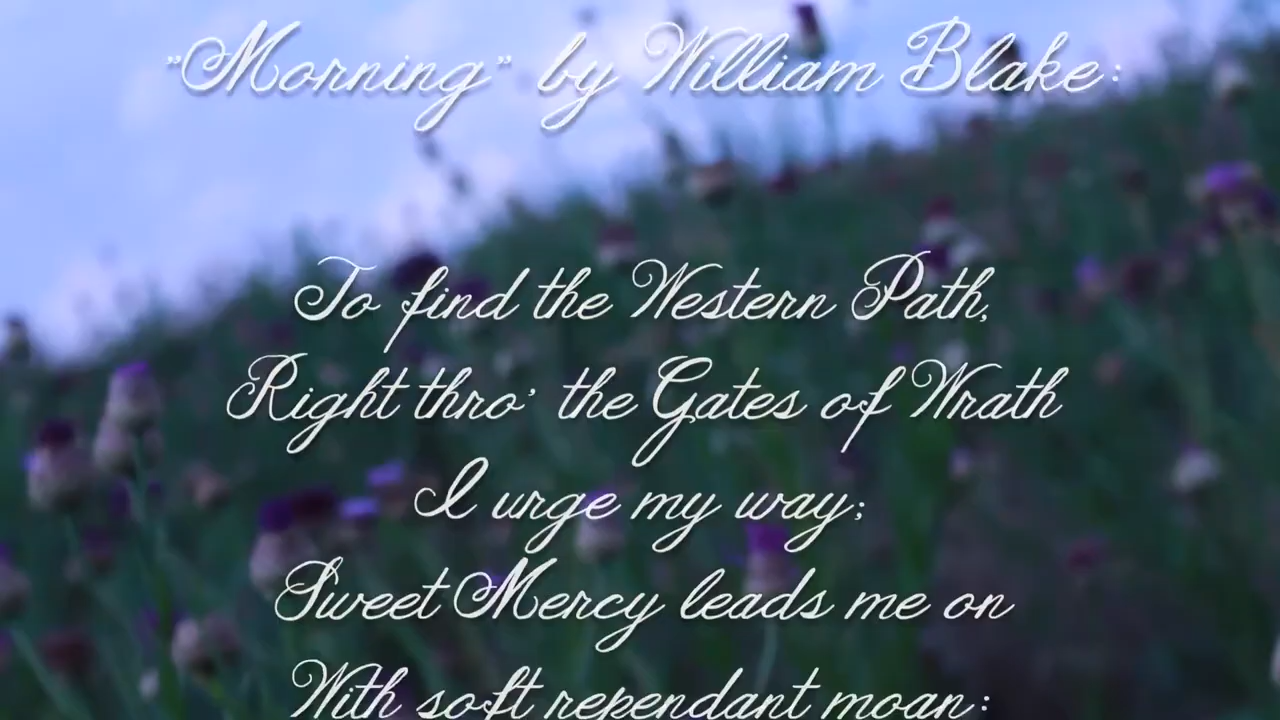 "Morning" by William Blake:
To find the Western Path,
Right thro' the Gates of Wrath
I urge my way;
Sweet Mercy leads me on
With soft rependant moan: